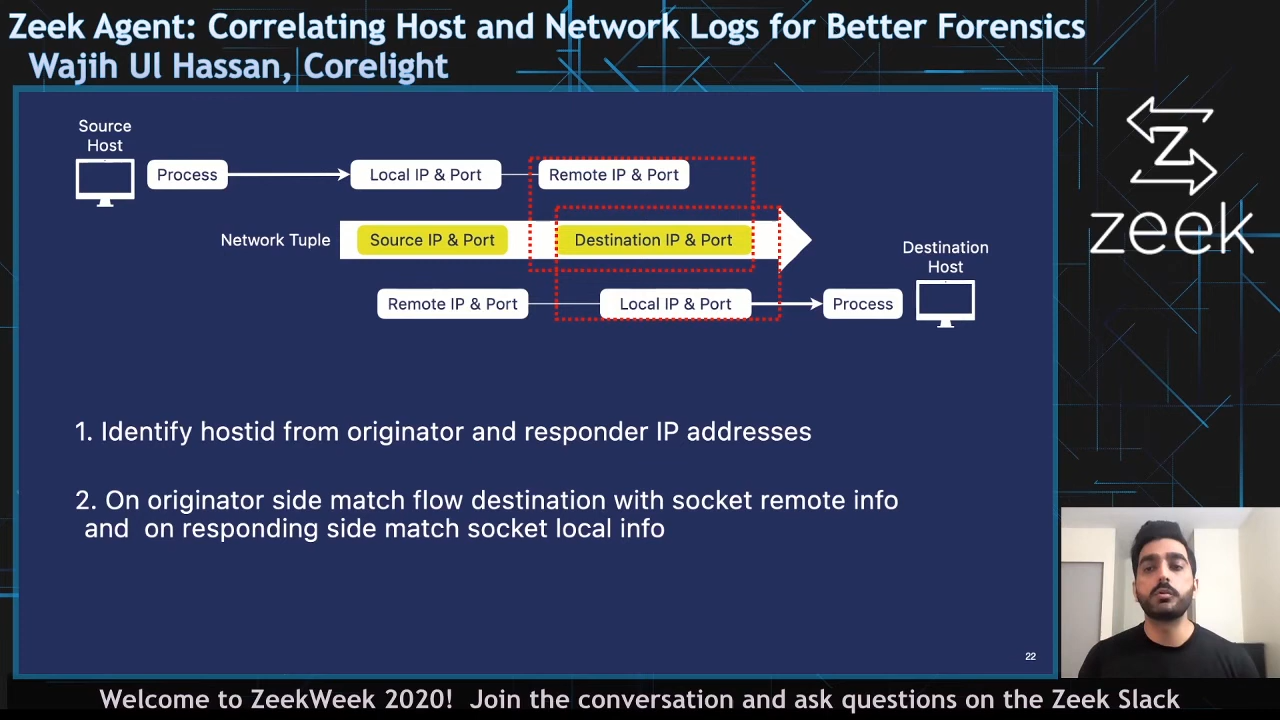 Zeek Agent: Correlating Host and Network Logs for Better Forensics
Wajih Ul Hassan, Corelight
Source
Host
Process
Local IP & Port
Remote IP & Port
Network Tuple
Source IP & Port
Destination IP & Port
Destination
Host
Remote IP & Port
Local IP & Port
Process
1. Identify hostid from originator and responder IP addresses
2. On originator side match flow destination with socket remote info
and on responding side match socket local info
22
Z
zeek
Welcome to ZeekWeek 2020! Join the conversation and ask questions on the Zeek Slack